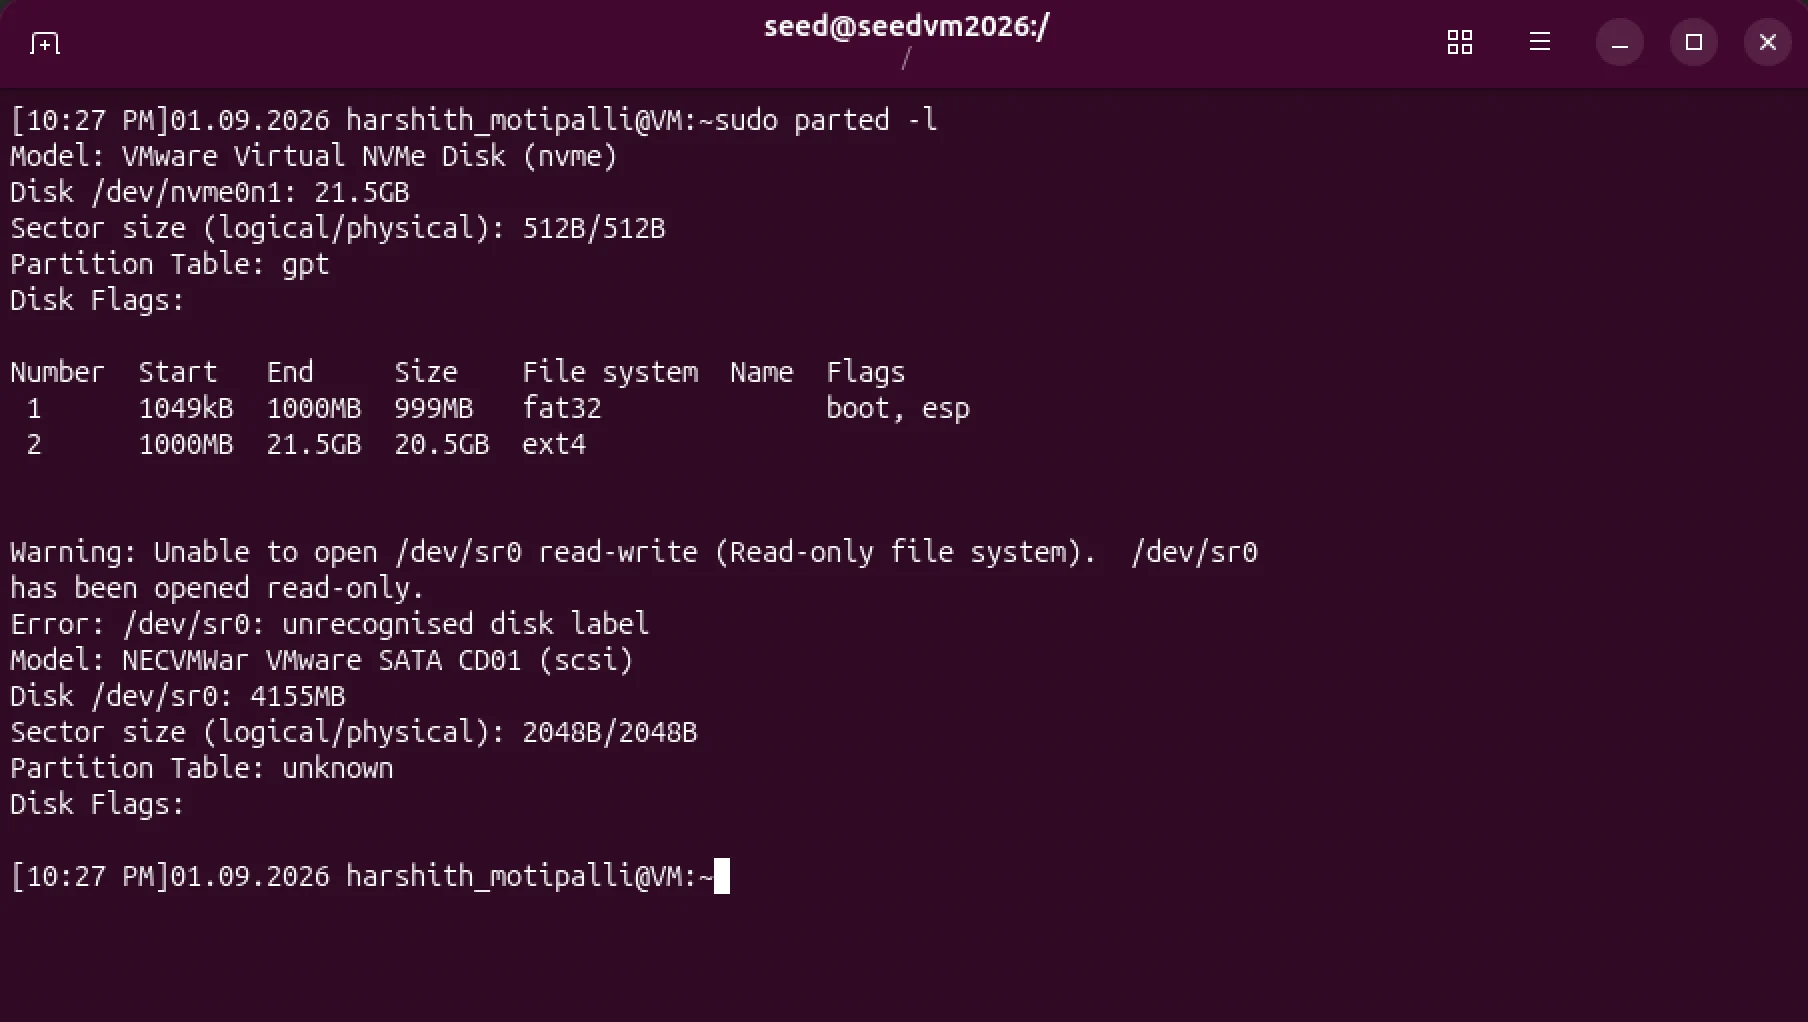 seed@seedvm2026:/
/
[10:27 PM]01.09.2026 harshith_motipalli@VM:~sudo parted -l
Model: VMware Virtual NVMe Disk (nvme)
Disk /dev/nvme0n1: 21.5GB
Sector size (logical/physical): 512B/512B
Partition Table: gpt
Disk Flags:
Number  Start   End     Size    File system  Name  Flags
 1      1049kB  1000MB  999MB   fat32              boot, esp
 2      1000MB  21.5GB  20.5GB  ext4
Warning: Unable to open /dev/sr0 read-write (Read-only file system).  /dev/sr0
has been opened read-only.
Error: /dev/sr0: unrecognised disk label
Model: NECVMWar VMware SATA CD01 (scsi)
Disk /dev/sr0: 4155MB
Sector size (logical/physical): 2048B/2048B
Partition Table: unknown
Disk Flags:
[10:27 PM]01.09.2026 harshith_motipalli@VM:~